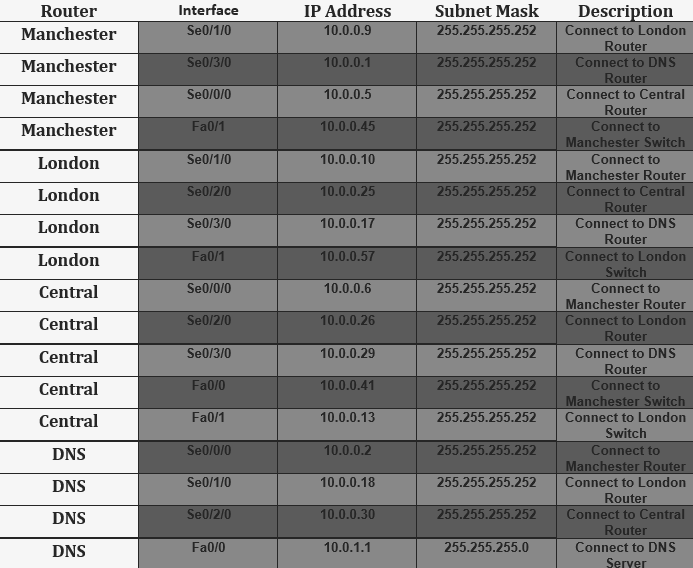 Router Interface IP Address Subnet Mask Description
Manchester Se0/1/0 10.0.0.9 255.255.255.252 Connect to London Router
Manchester Se0/3/0 10.0.0.1 255.255.255.252 Connect to DNS Router
Manchester Se0/0/0 10.0.0.5 255.255.255.252 Connect to Central Router
Manchester Fa0/1 10.0.0.45 255.255.255.252 Connect to Manchester Switch
London Se0/1/0 10.0.0.10 255.255.255.252 Connect to Manchester Router
London Se0/2/0 10.0.0.25 255.255.255.252 Connect to Central Router
London Se0/3/0 10.0.0.17 255.255.255.252 Connect to DNS Router
London Fa0/1 10.0.0.57 255.255.255.252 Connect to London Switch
Central Se0/0/0 10.0.0.6 255.255.255.252 Connect to Manchester Router
Central Se0/2/0 10.0.0.26 255.255.255.252 Connect to London Router
Central Se0/3/0 10.0.0.29 255.255.255.252 Connect to DNS Router
Central Fa0/0 10.0.0.41 255.255.255.252 Connect to Manchester Switch
Central Fa0/1 10.0.0.13 255.255.255.252 Connect to London Switch
DNS Se0/0/0 10.0.0.2 255.255.255.252 Connect to Manchester Router
DNS Se0/1/0 10.0.0.18 255.255.255.252 Connect to London Router
DNS Se0/2/0 10.0.0.30 255.255.255.252 Connect to Central Router
DNS Fa0/0 10.0.1.1 255.255.255.0 Connect to DNS Server